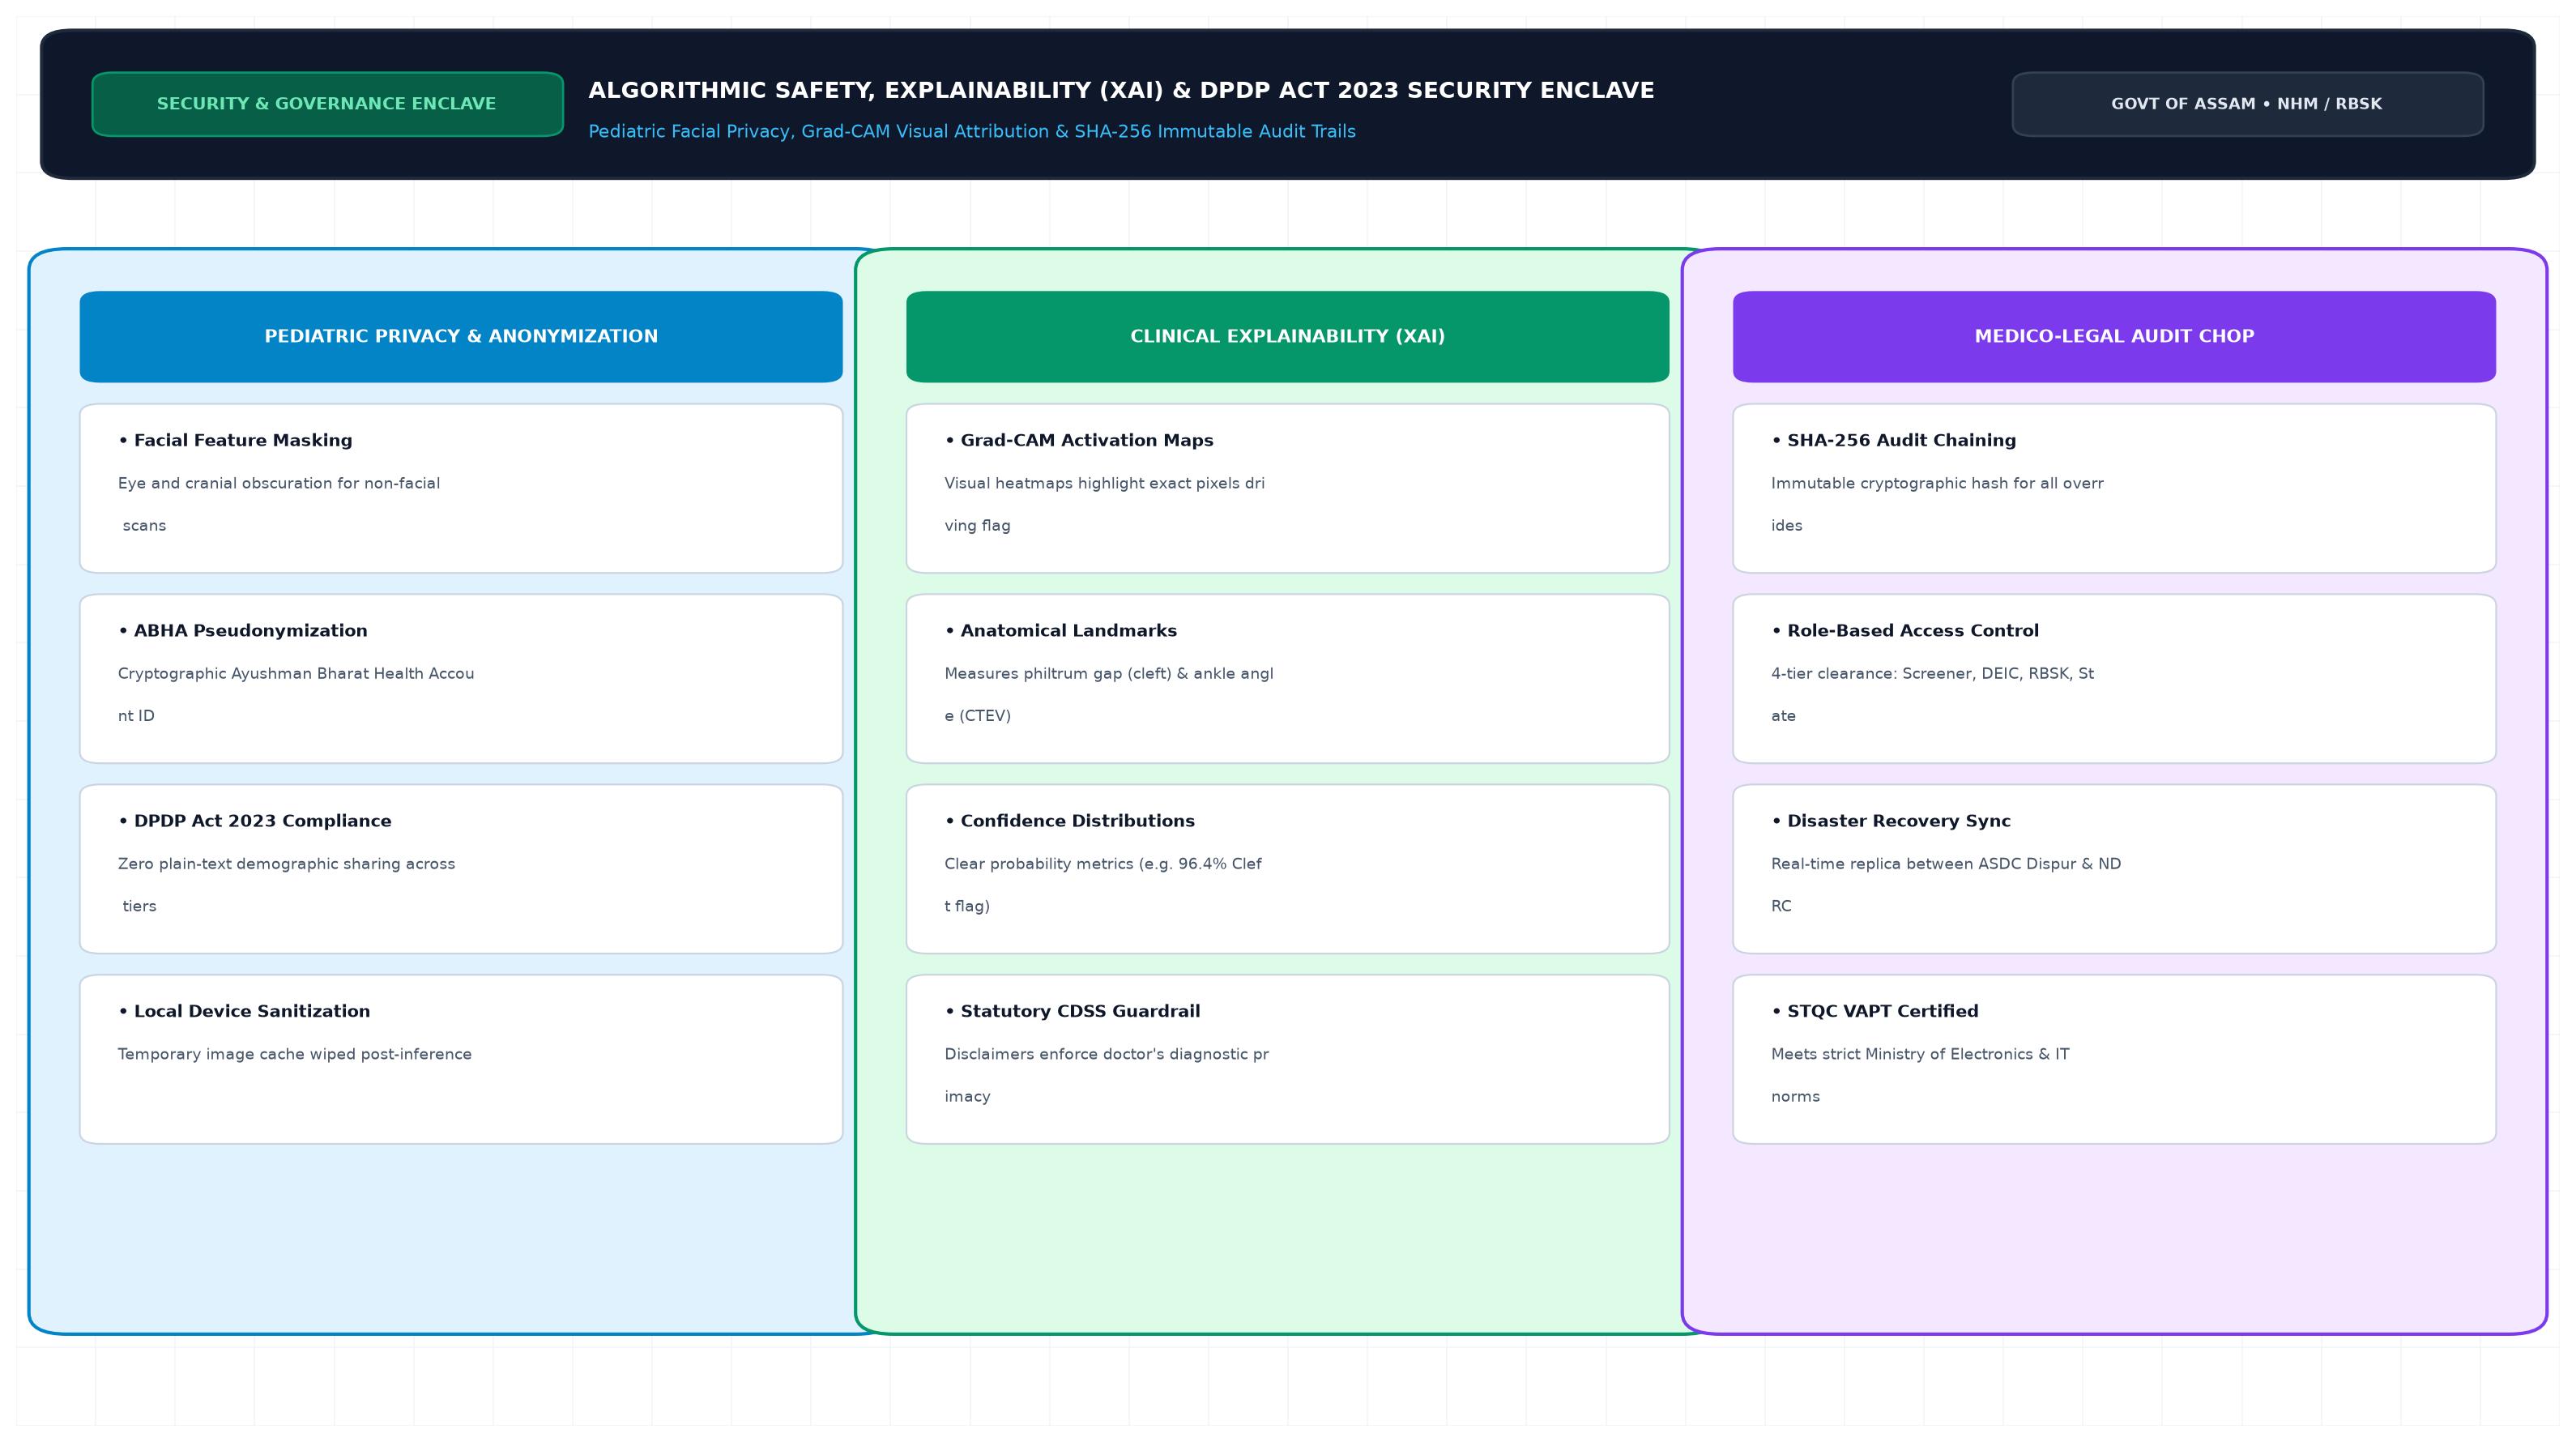 SECURITY & GOVERNANCE ENCLAVE
ALGORITHMIC SAFETY, EXPLAINABILITY (XAI) & DPDP ACT 2023 SECURITY ENCLAVE
Pediatric Facial Privacy, Grad-CAM Visual Attribution & SHA-256 Immutable Audit Trails
GOVT OF ASSAM • NHM / RBSK
PEDIATRIC PRIVACY & ANONYMIZATION
• Facial Feature Masking
Eye and cranial obscuration for non-facial
scans
• ABHA Pseudonymization
Cryptographic Ayushman Bharat Health Accou
nt ID
• DPDP Act 2023 Compliance
Zero plain-text demographic sharing across
tiers
• Local Device Sanitization
Temporary image cache wiped post-inference
CLINICAL EXPLAINABILITY (XAI)
• Grad-CAM Activation Maps
Visual heatmaps highlight exact pixels dri
ving flag
• Anatomical Landmarks
Measures philtrum gap (cleft) & ankle angl
e (CTEV)
• Confidence Distributions
Clear probability metrics (e.g. 96.4% Clef
t flag)
• Statutory CDSS Guardrail
Disclaimers enforce doctor's diagnostic pr
imacy
MEDICO-LEGAL AUDIT CHOP
• SHA-256 Audit Chaining
Immutable cryptographic hash for all overr
ides
• Role-Based Access Control
4-tier clearance: Screener, DEIC, RBSK, St
ate
• Disaster Recovery Sync
Real-time replica between ASDC Dispur & ND
RC
• STQC VAPT Certified
Meets strict Ministry of Electronics & IT
norms